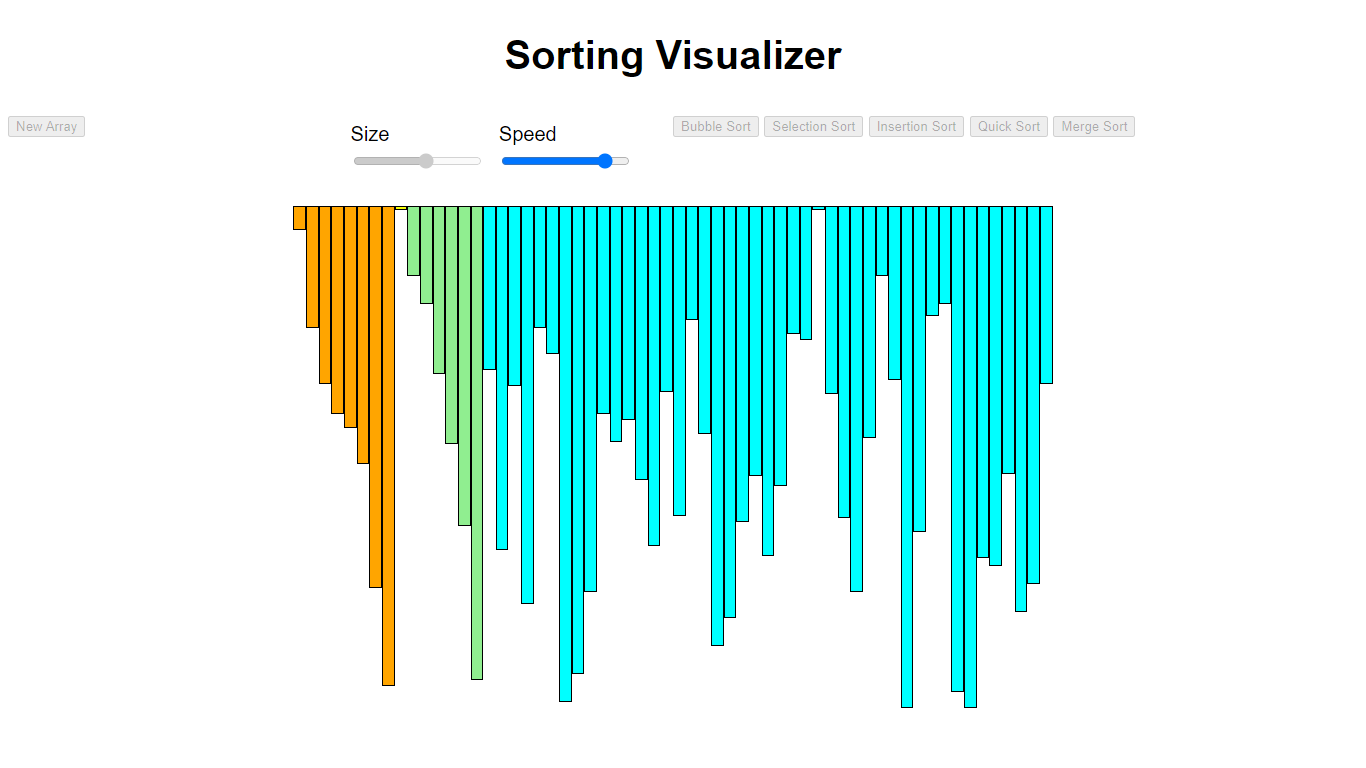 Sorting Visualizer
New Array
Size
Speed
Bubble Sort
Selection Sort
Insertion Sort
Quick Sort
Merge Sort